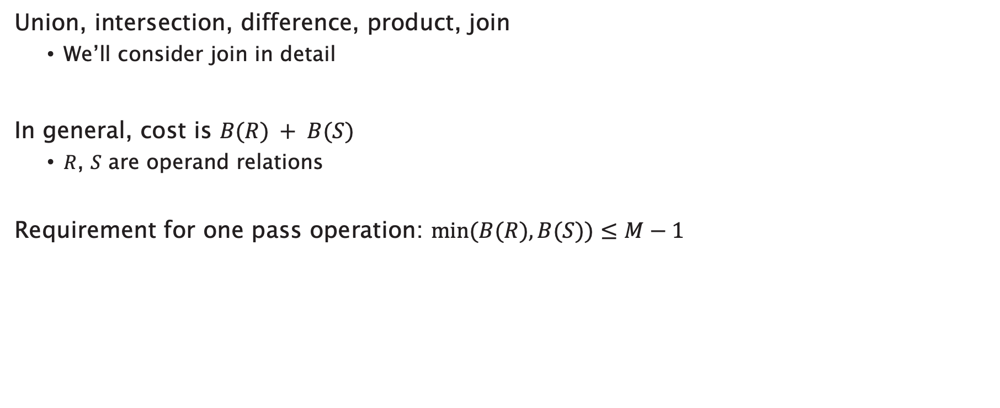 Union, intersection, difference, product, join
• We’ll consider join in detail
In general, cost is B(R) + B(S)
• R, S are operand relations
Requirement for one pass operation: min(B(R), B(S)) ≤ M − 1